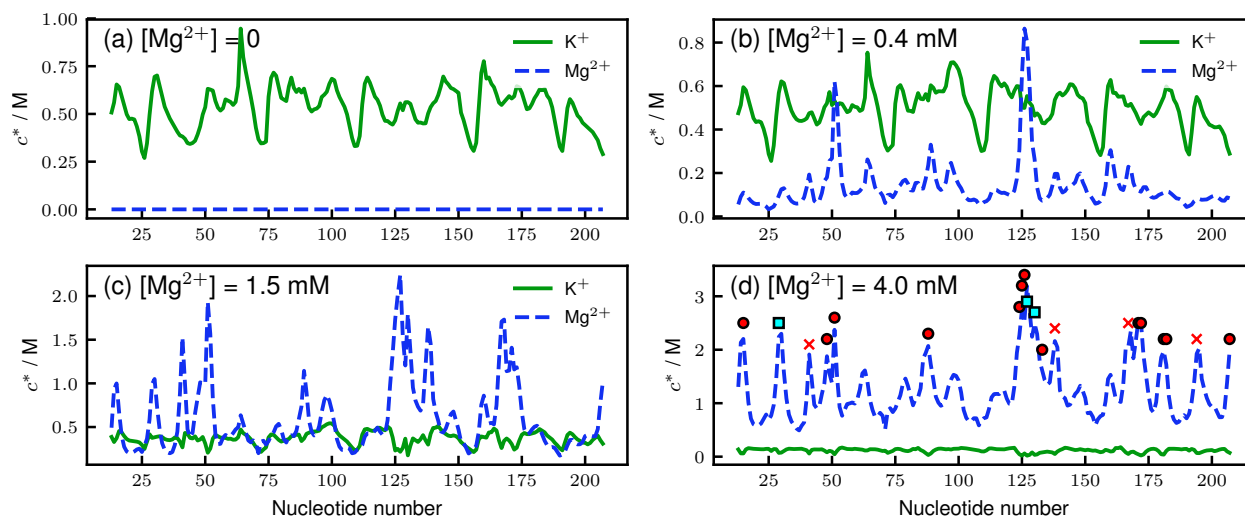 (a) [Mg²⁺] = 0
K⁺
Mg²⁺
1.00
0.75
0.50
0.25
0.00
c* / M
25 50 75 100 125 150 175 200
Nucleotide number
(b) [Mg²⁺] = 0.4 mM
K⁺
Mg²⁺
0.8
0.6
0.4
0.2
0.0
c* / M
25 50 75 100 125 150 175 200
(c) [Mg²⁺] = 1.5 mM
K⁺
Mg²⁺
2.0
1.5
1.0
0.5
c* / M
25 50 75 100 125 150 175 200
Nucleotide number
(d) [Mg²⁺] = 4.0 mM
3
2
1
0
c* / M
25 50 75 100 125 150 175 200
Nucleotide number